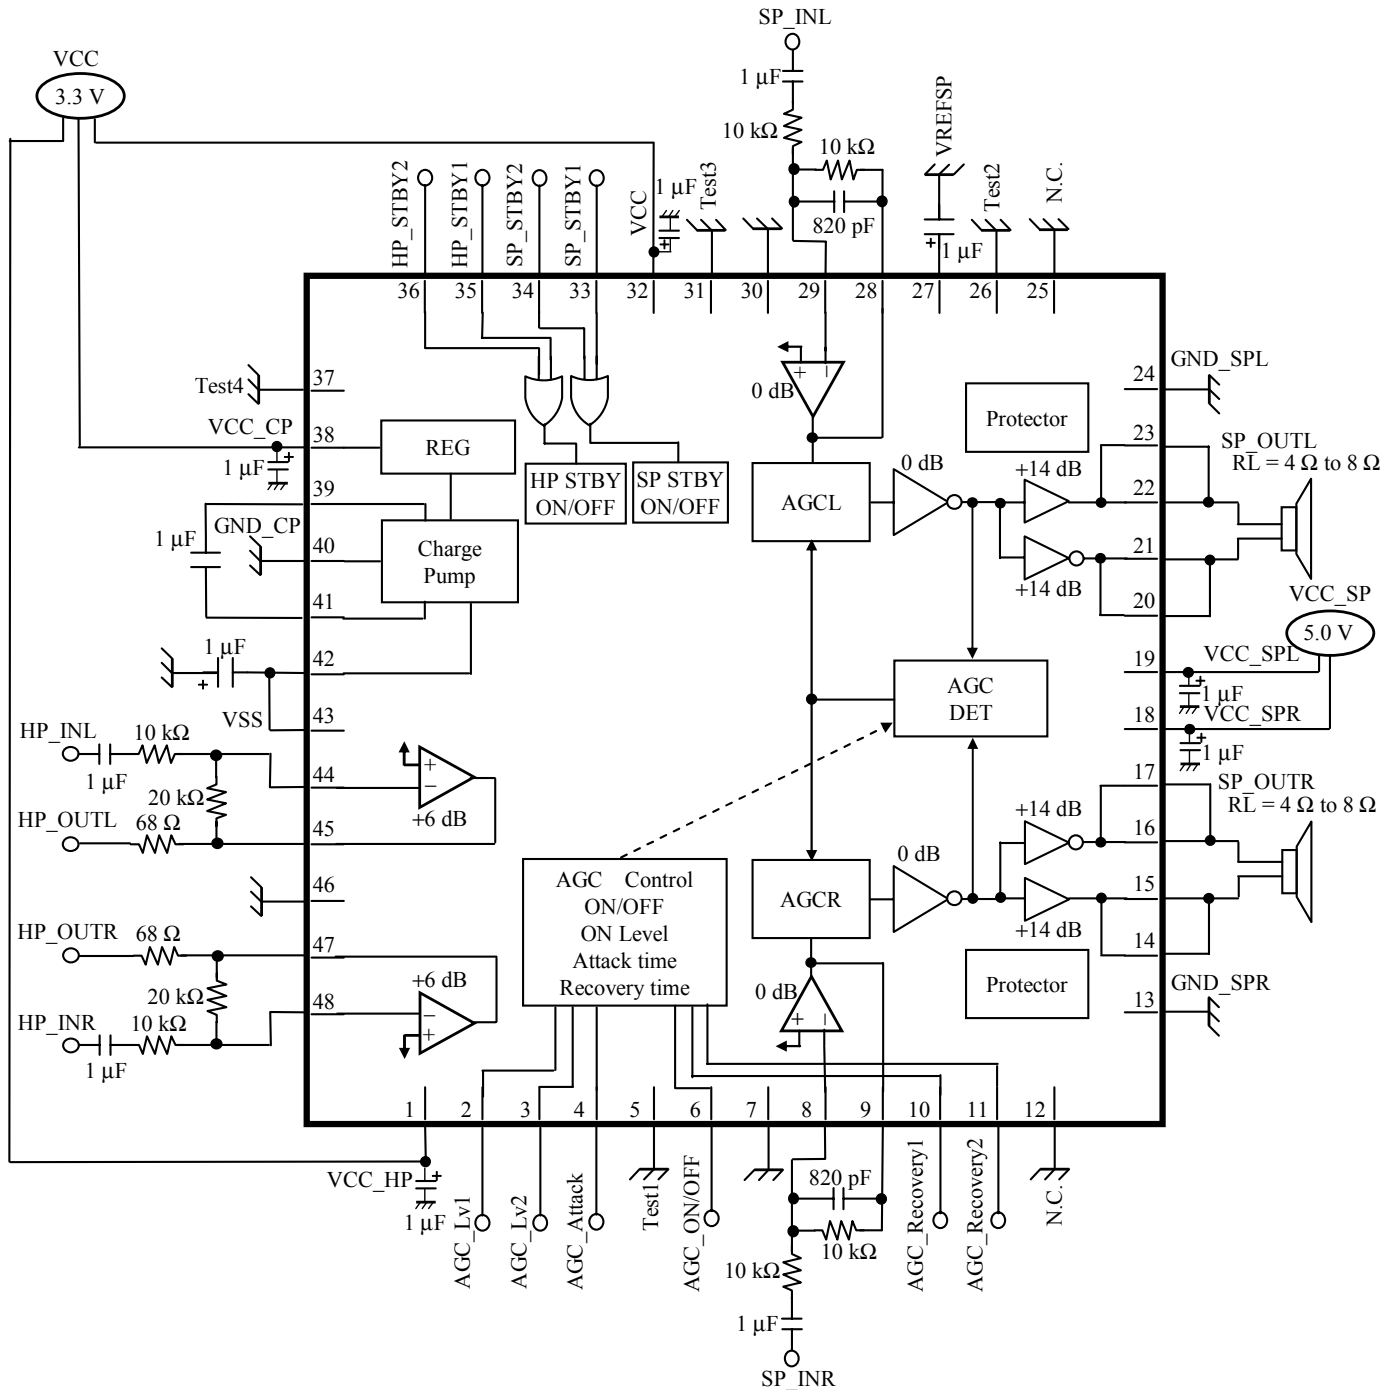 SP_INL
1 µF
VCC
3.3 V
10 kΩ
10 kΩ
820 pF
VREFSP
1 µF
Test2
N.C.
HP_STBY2
HP_STBY1
SP_STBY2
SP_STBY1
VCC
1 µF
Test3
36
35
34
33
32
31
30
29
28
27
26
25
Test4
37
VCC_CP
38
1 µF
REG
39
GND_CP
1 µF
40
Charge
Pump
41
1 µF
42
VSS
43
HP STBY
ON/OFF
SP STBY
ON/OFF
0 dB
+ −
AGCL
0 dB
+14 dB
+14 dB
Protector
24
GND_SPL
23
SP_OUTL
RL = 4 Ω to 8 Ω
22
21
20
VCC_SP
5.0 V
19
VCC_SPL
1 µF
18
VCC_SPR
1 µF
AGC
DET
HP_INL
10 kΩ
1 µF
44
20 kΩ
+
−
+6 dB
HP_OUTL
68 Ω
45
46
HP_OUTR
68 Ω
47
+6 dB
20 kΩ
48
−
+
HP_INR
10 kΩ
1 µF
AGC Control
ON/OFF
ON Level
Attack time
Recovery time
AGCR
0 dB
0 dB
+ −
+14 dB
+14 dB
Protector
17
SP_OUTR
RL = 4 Ω to 8 Ω
16
15
14
13
GND_SPR
1
2
3
4
5
6
7
8
9
10
11
12
VCC_HP
1 µF
AGC_Lv1
AGC_Lv2
AGC_Attack
Test1
AGC_ON/OFF
820 pF
10 kΩ
10 kΩ
1 µF
SP_INR
AGC_Recovery1
AGC_Recovery2
N.C.